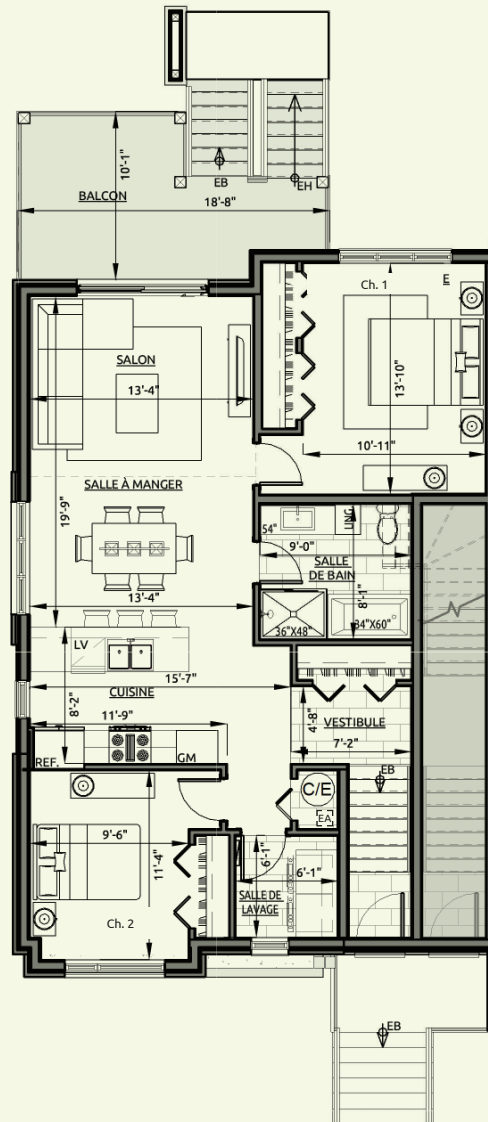 EB
EH
10'-1"
BALCON
18'-8"
Ch. 1
SALON
13'-4"
13'-10"
10'-11"
SALLE À MANGER
19'-9"
54"
LING.
9'-0"
SALLE
DE BAIN
8'-1"
13'-4"
36"X48"
34"X60"
LV
15'-7"
8'-2"
CUISINE
11'-9"
4'-8"
VESTIBULE
7'-2"
REF.
GM
EB
C/E
EA
9'-6"
11'-4"
6'-1"
6'-1"
SALLE DE
LAVAGE
Ch. 2
EB